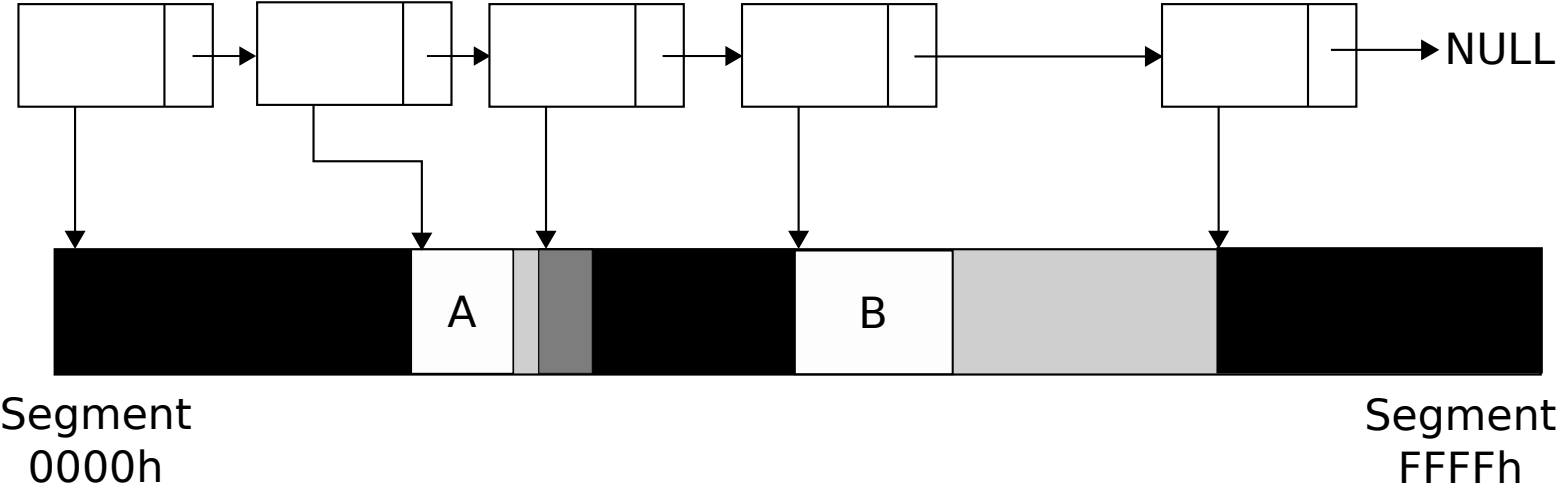 NULL
A
B
Segment
0000h
Segment
FFFFh